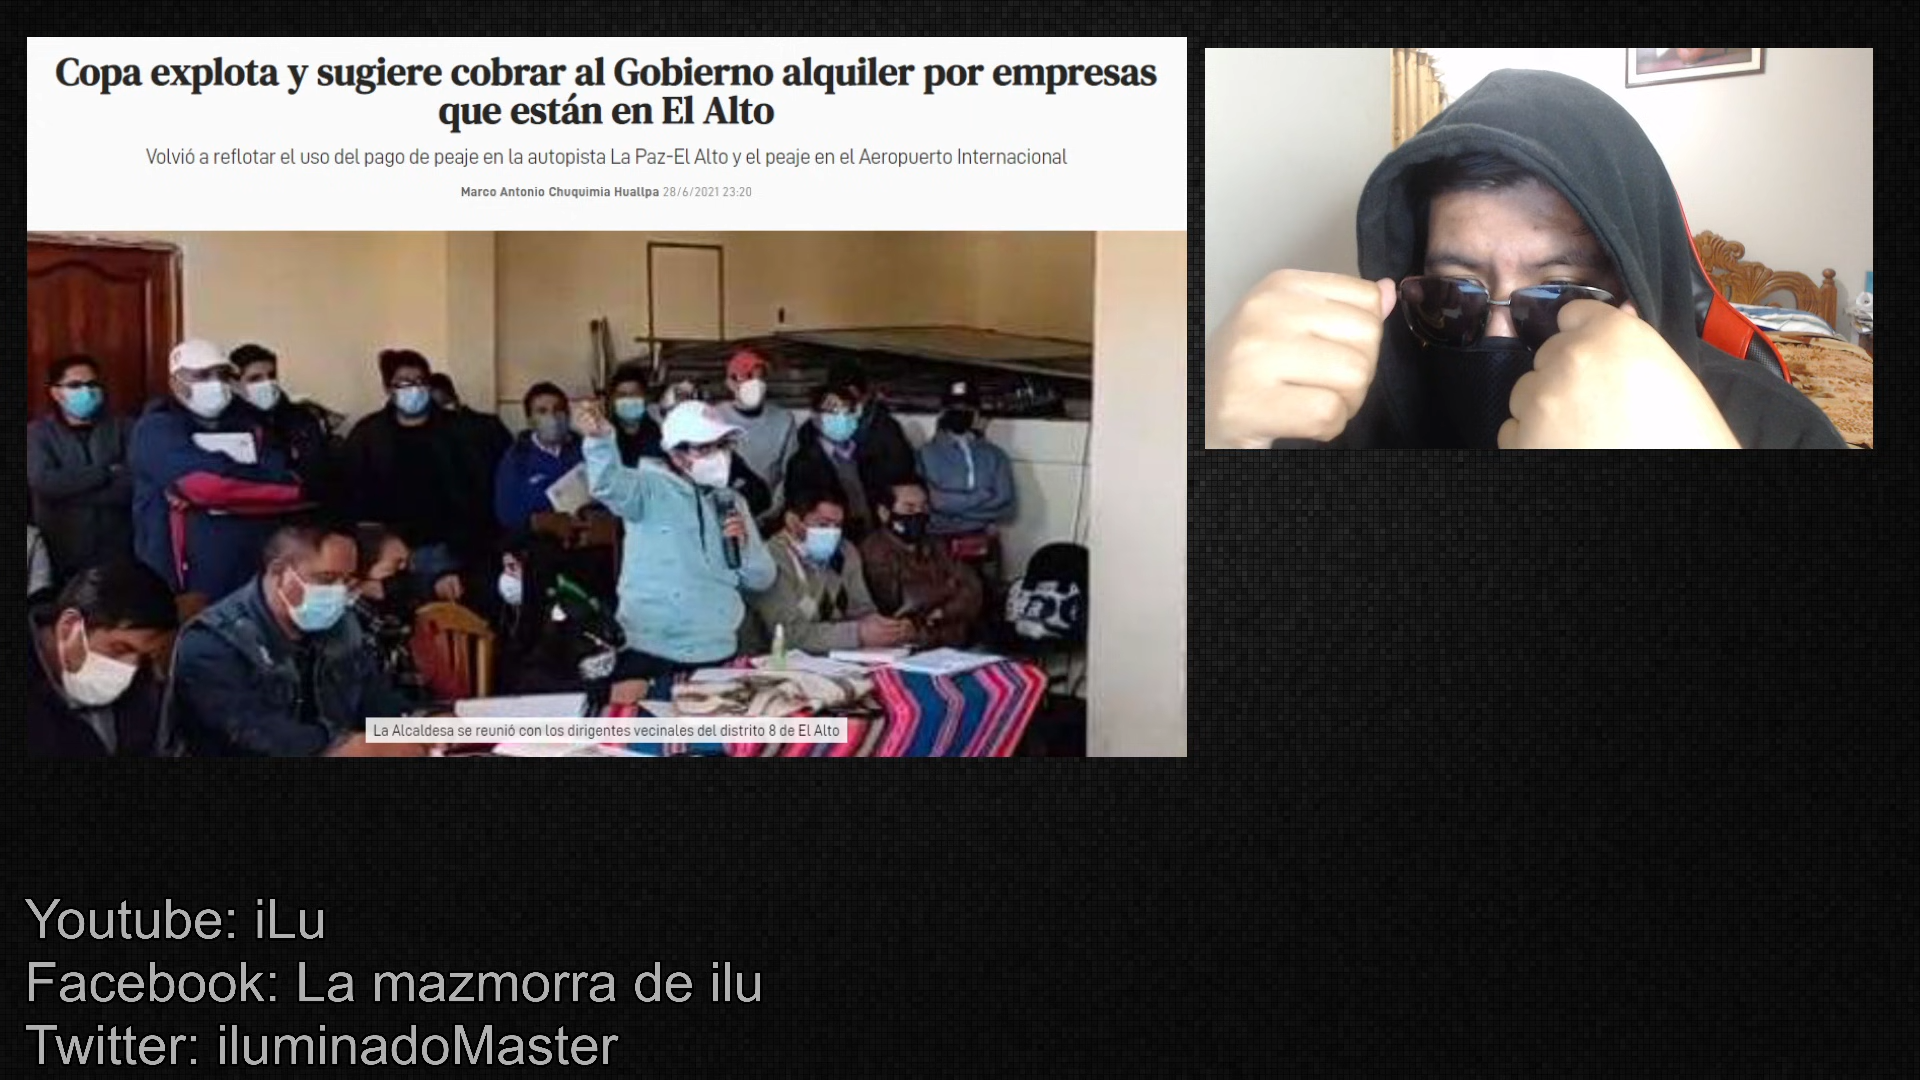 Copa explota y sugiere cobrar al Gobierno alquiler por empresas
que están en El Alto
Volvió a reflotar el uso del pago de peaje en la autopista La Paz-El Alto y el peaje en el Aeropuerto Internacional
Marco Antonio Chuquimia Huallpa 28/6/2021 23:20
La Alcaldesa se reunió con los dirigentes vecinales del distrito 8 de El Alto
Youtube: iLu
Facebook: La mazmorra de ilu
Twitter: iluminadoMaster